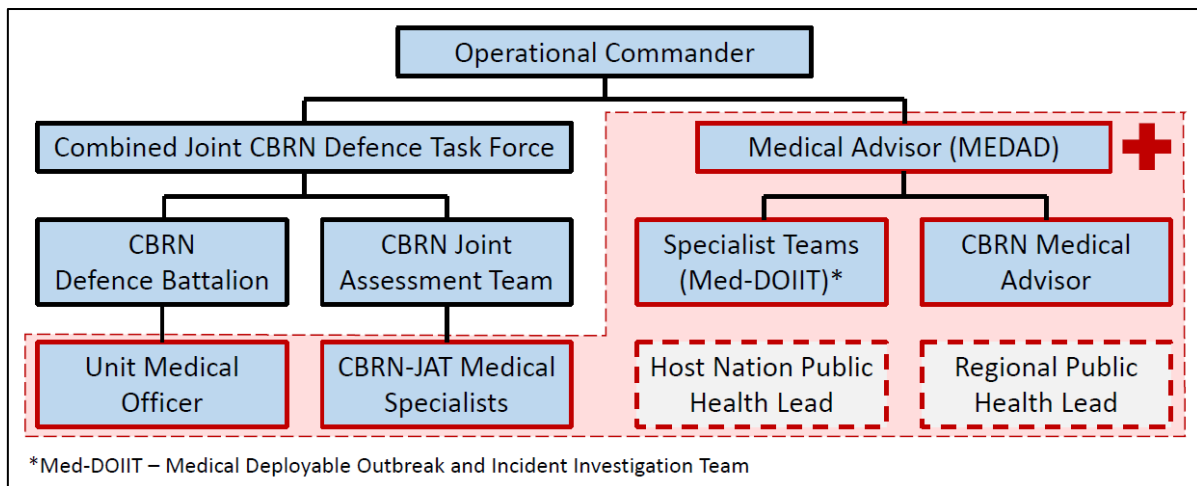 Operational Commander
Combined Joint CBRN Defence Task Force
Medical Advisor (MEDAD)
CBRN
Defence Battalion
CBRN Joint
Assessment Team
Specialist Teams
(Med-DOIIT)*
CBRN Medical
Advisor
Unit Medical
Officer
CBRN-JAT Medical
Specialists
Host Nation Public
Health Lead
Regional Public
Health Lead
*Med-DOIIT – Medical Deployable Outbreak and Incident Investigation Team